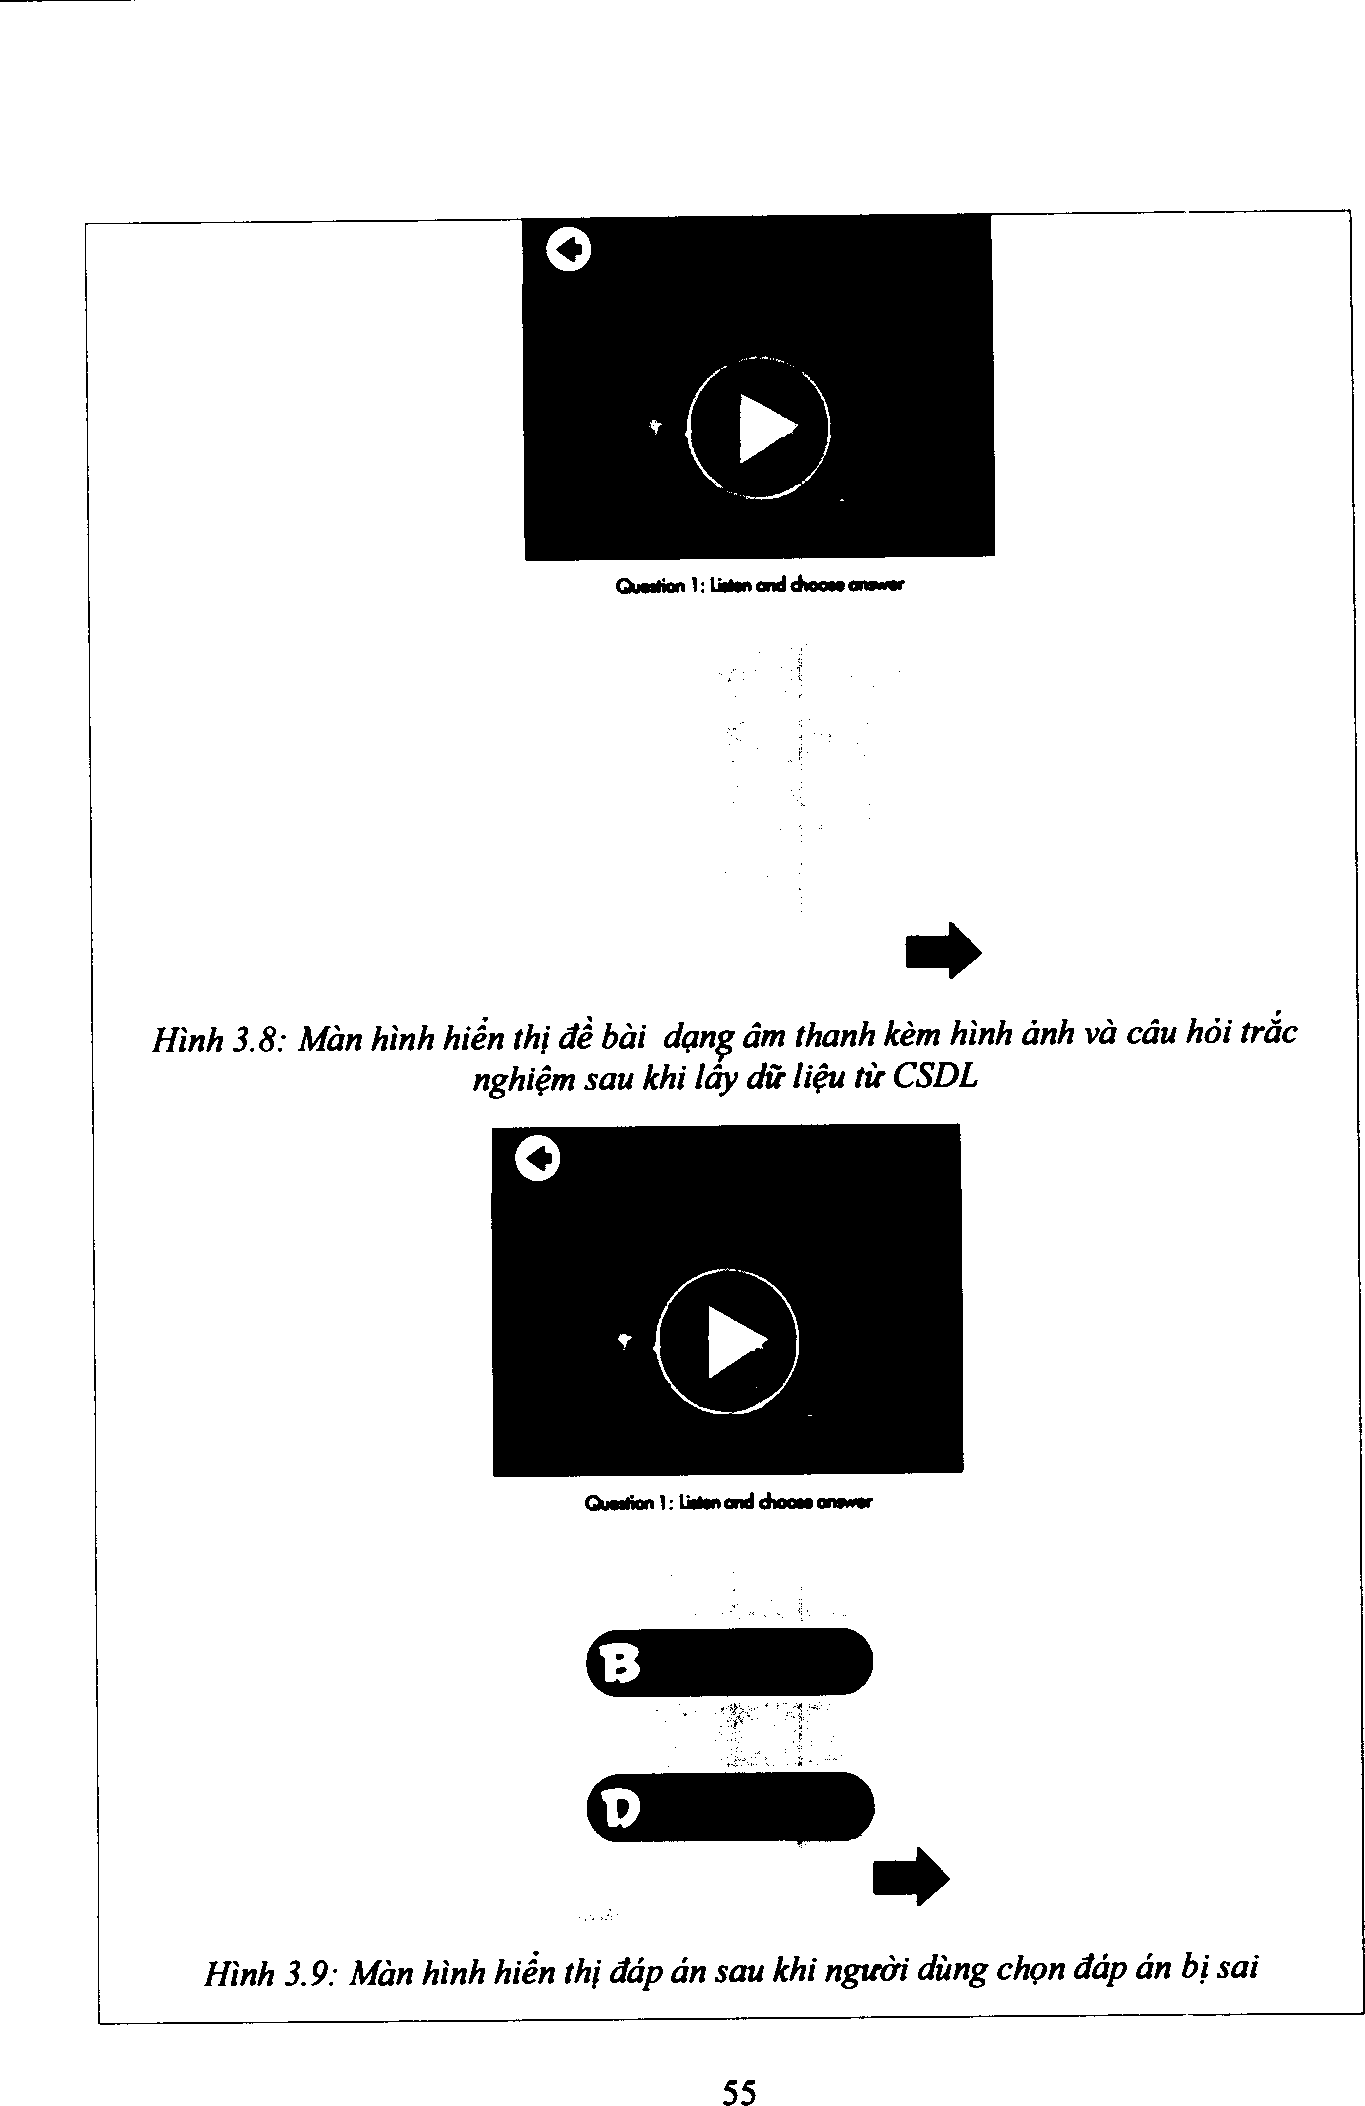 Question 1: Listen and choose answer
Hình 3.8: Màn hình hiển thị đề bài dạng âm thanh kèm hình ảnh và câu hỏi trắc
nghiệm sau khi lấy dữ liệu từ CSDL
Question 1: Listen and choose answer
B
D
Hình 3.9: Màn hình hiển thị đáp án sau khi người dùng chọn đáp án bị sai
55